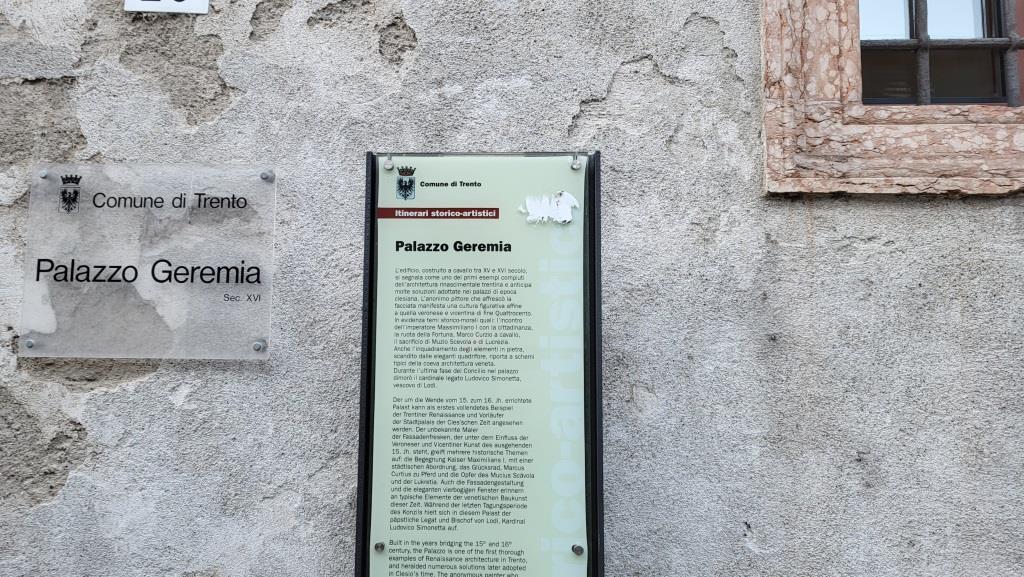 Comune di Trento
Palazzo Geremia
Sec. XVI
Comune di Trento
Itinerari storico-artistici
Palazzo Geremia
L'edificio, costruito a cavallo tra XV e XVI secolo,
si segnala come uno dei primi esempi compiuti
dell'architettura rinascimentale trentina e anticipa
molte soluzioni adottate nei palazzi di epoca
clesiana. L'anonimo pittore che affrescò la
facciata manifesta una cultura figurativa affine
a quella veronese e vicentina di fine Quattrocento.
In evidenza temi storico-morali quali: l'incontro
dell'imperatore Massimiliano I con la cittadinanza,
la ruota della Fortuna, Marco Curzio a cavallo,
il sacrificio di Muzio Scevola e di Lucrezia.
Anche l'inquadramento degli elementi in pietra,
scandito dalle eleganti quadrifore, riporta a schemi
tipici della coeva architettura veneta.
Durante l'ultima fase del Concilio nel palazzo
dimorò il cardinale legato Ludovico Simonetta,
vescovo di Lodi.
Der um die Wende vom 15. zum 16. Jh. errichtete
Palast kann als erstes vollendetes Beispiel
der Trentiner Renaissance und Vorläufer
der Stadtpalais der Cles'ischen Zeit angesehen
werden. Der unbekannte Maler
der Fassadenfresken, der unter dem Einfluss der
Veroneser und Vicentiner Kunst des ausgehenden
15. Jh. steht, greift mehrere historische Themen
auf: die Begegnung Kaiser Maximilians I. mit einer
städtischen Abordnung, das Glücksrad, Marcus
Curtius zu Pferd und die Opfer des Mucius Scävola
und der Lukretia. Auch die Fassadengestaltung
und die eleganten vierbogigen Fenster erinnern
an typische Elemente der venetischen Baukunst
dieser Zeit. Während der letzten Tagungsperiode
des Konzils hielt sich in diesem Palast der
päpstliche Legat und Bischof von Lodi, Kardinal
Ludovico Simonetta auf.
Built in the years bridging the 15th and 16th
century, the Palazzo is one of the first thorough
examples of Renaissance architecture in Trento,
and heralded numerous solutions later adopted
in Clesio's time. The anonymous painter who
rico-artistic